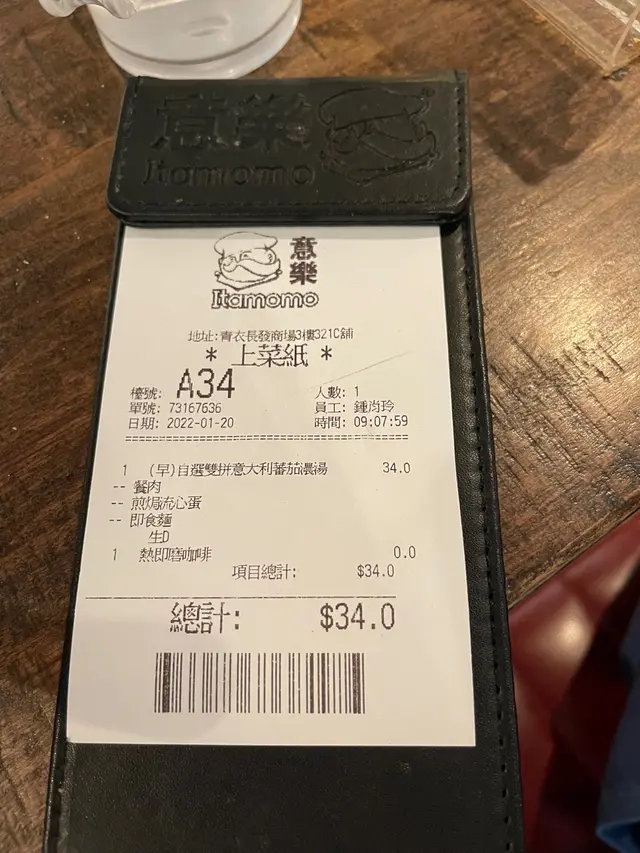 意樂
Itamomo
意樂
Itamomo
地址:青衣長發商場3樓321C舖
* 上菜紙 *
檯號: A34 人數: 1
單號: 73167636 員工: 鍾尚玲
日期: 2022-01-20 時間: 09:07:59
1 (早)自選雙拼意大利蕃茄濃湯 34.0
-- 餐肉
-- 煎焗流心蛋
-- 即食麵
生D
1 熱即磨咖啡 0.0
項目總計: $34.0
總計: $34.0